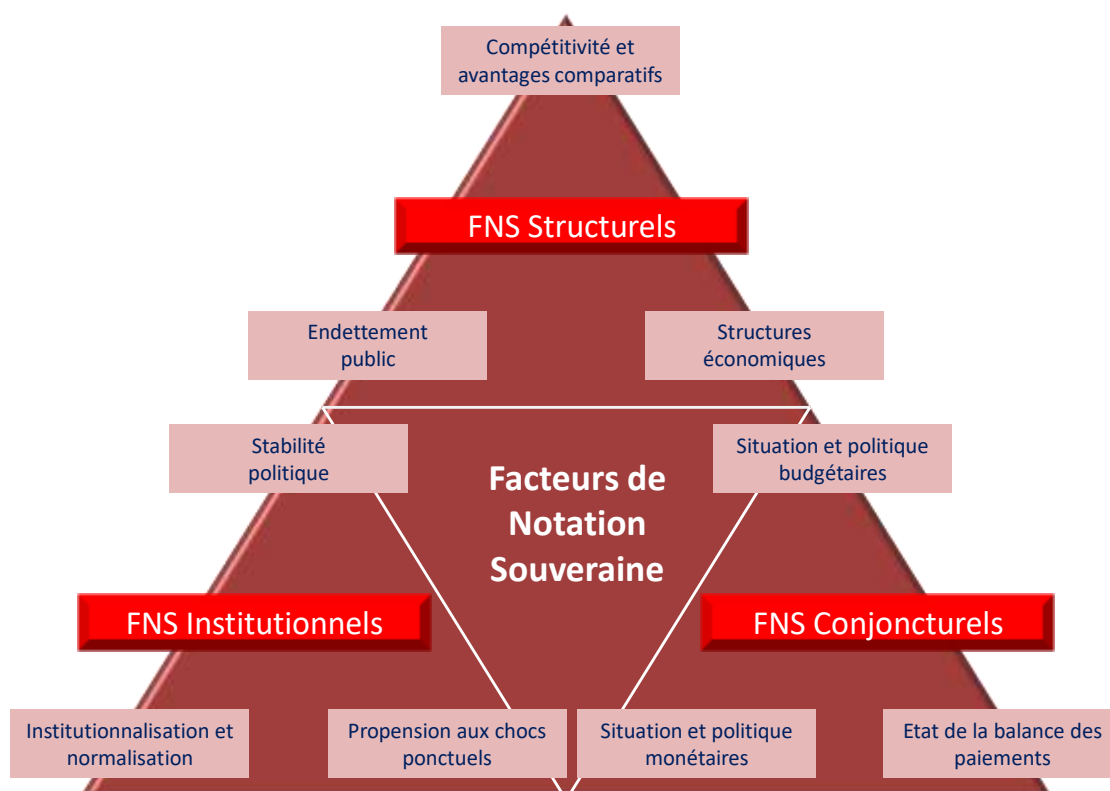 Compétitivité et
avantages comparatifs
FNS Structurels
Endettement
public
Structures
économiques
Stabilité
politique
Situation et politique
budgétaires
Facteurs de
Notation
Souveraine
FNS Institutionnels
FNS Conjoncturels
Institutionnalisation et
normalisation
Propension aux chocs
ponctuels
Situation et politique
monétaires
Etat de la balance des
paiements